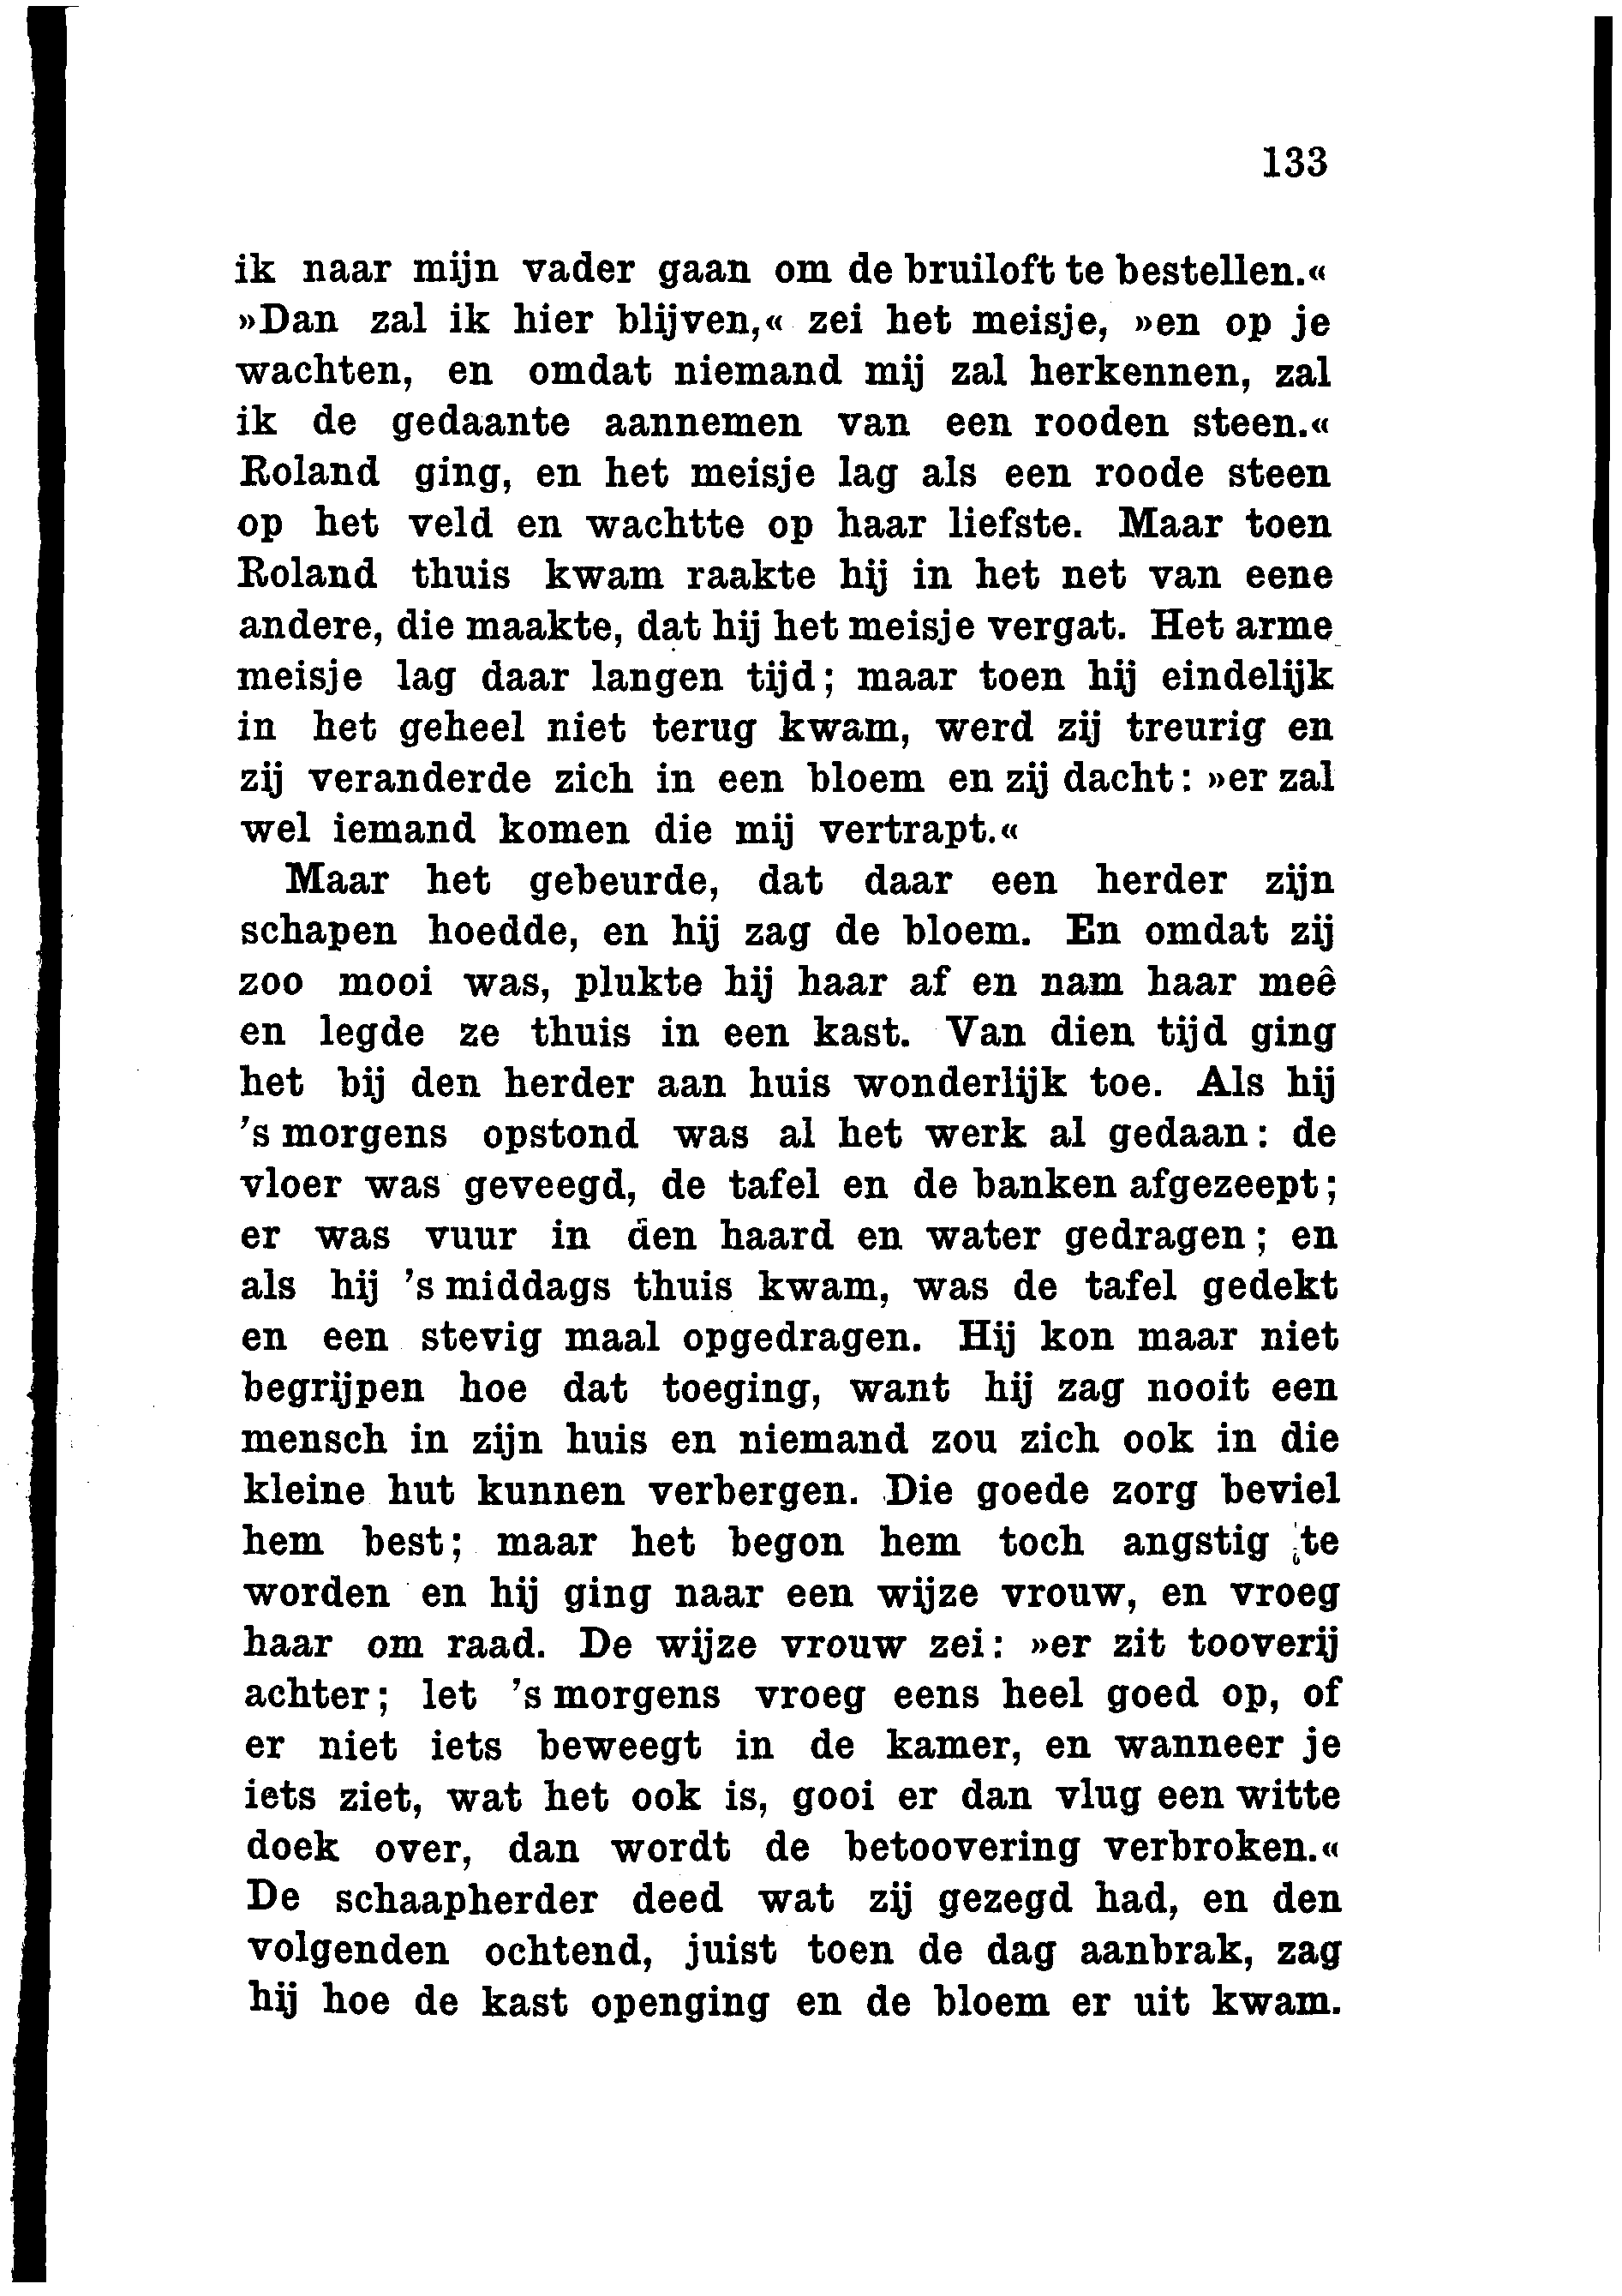 133
ik naar mijn vader gaan om de bruiloft te bestellen.«
»Dan zal ik hier blijven,« zei het meisje, »en op je
wachten, en omdat niemand mij zal herkennen, zal
ik de gedaante aannemen van een rooden steen.«
Roland ging, en het meisje lag als een roode steen
op het veld en wachtte op haar liefste. Maar toen
Roland thuis kwam raakte hij in het net van eene
andere, die maakte, dat hij het meisje vergat. Het arme
meisje lag daar langen tijd; maar toen hij eindelijk
in het geheel niet terug kwam, werd zij treurig en
zij veranderde zich in een bloem en zij dacht: »er zal
wel iemand komen die mij vertrapt.«
Maar het gebeurde, dat daar een herder zijn
schapen hoedde, en hij zag de bloem. En omdat zij
zoo mooi was, plukte hij haar af en nam haar meê
en legde ze thuis in een kast. Van dien tijd ging
het bij den herder aan huis wonderlijk toe. Als hij
's morgens opstond was al het werk al gedaan: de
vloer was geveegd, de tafel en de banken afgezeept;
er was vuur in den haard en water gedragen; en
als hij 's middags thuis kwam, was de tafel gedekt
en een stevig maal opgedragen. Hij kon maar niet
begrijpen hoe dat toeging, want hij zag nooit een
mensch in zijn huis en niemand zou zich ook in die
kleine hut kunnen verbergen. Die goede zorg beviel
hem best; maar het begon hem toch angstig te
worden en hij ging naar een wijze vrouw, en vroeg
haar om raad. De wijze vrouw zei: »er zit tooverij
achter; let 's morgens vroeg eens heel goed op, of
er niet iets beweegt in de kamer, en wanneer je
iets ziet, wat het ook is, gooi er dan vlug een witte
doek over, dan wordt de betoovering verbroken.«
De schaapherder deed wat zij gezegd had, en den
volgenden ochtend, juist toen de dag aanbrak, zag
hij hoe de kast openging en de bloem er uit kwam.